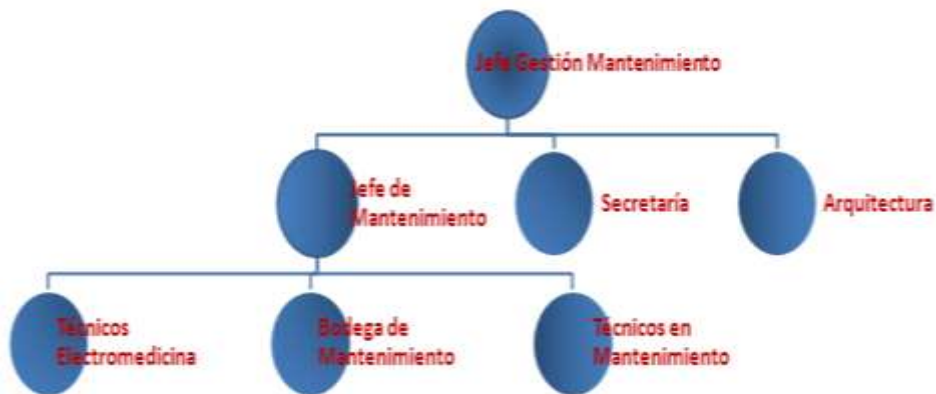 Jefe Gestión Mantenimiento
Jefe de
Mantenimiento
Secretaría
Arquitectura
Técnicos
Electromedicina
Bodega de
Mantenimiento
Técnicos en
Mantenimiento